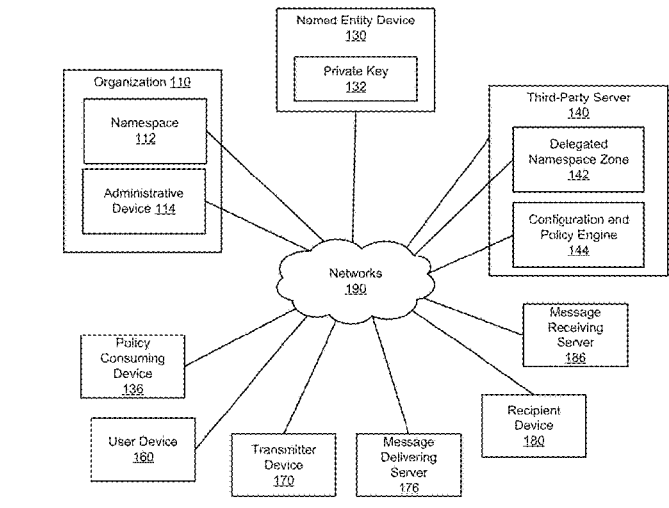 Named Entity Device
130
Private Key
132
Organization 110
Namespace
112
Administrative
Device 114
Third-Party Server
140
Delegated
Namespace Zone
142
Configuration and
Policy Engine
144
Networks
190
Message
Receiving
Server
186
Policy
Consuming
Device
136
Recipient
Device
180
User Device
160
Transmitter
Device
170
Message
Delivering
Server
176